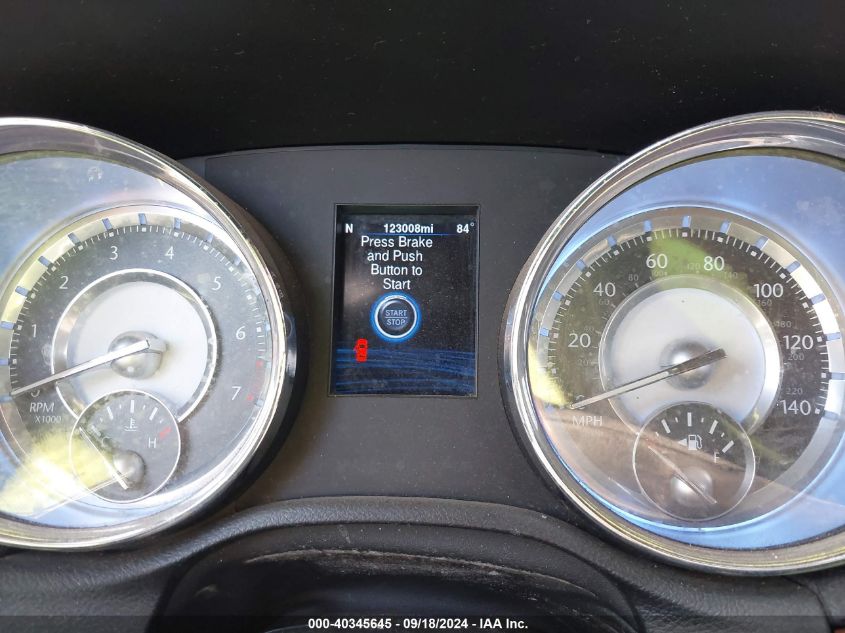 N 123008mi 84°
Press Brake
and Push
Button to
Start
START
STOP
1
2
3
4
5
6
7
RPM
X1000
H
20
40
60
80
100
120
140
MPH
F
000-40345645 / 09/18/2024 - IAA Inc.